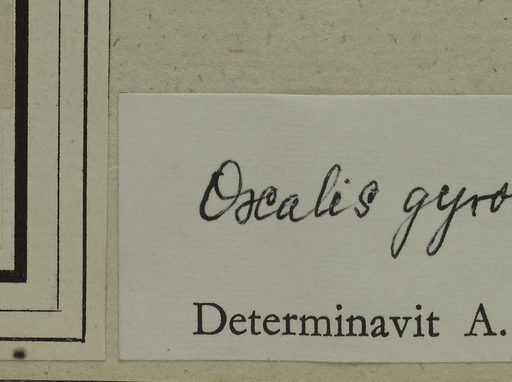 Oxalis gyro
Determinavit A.